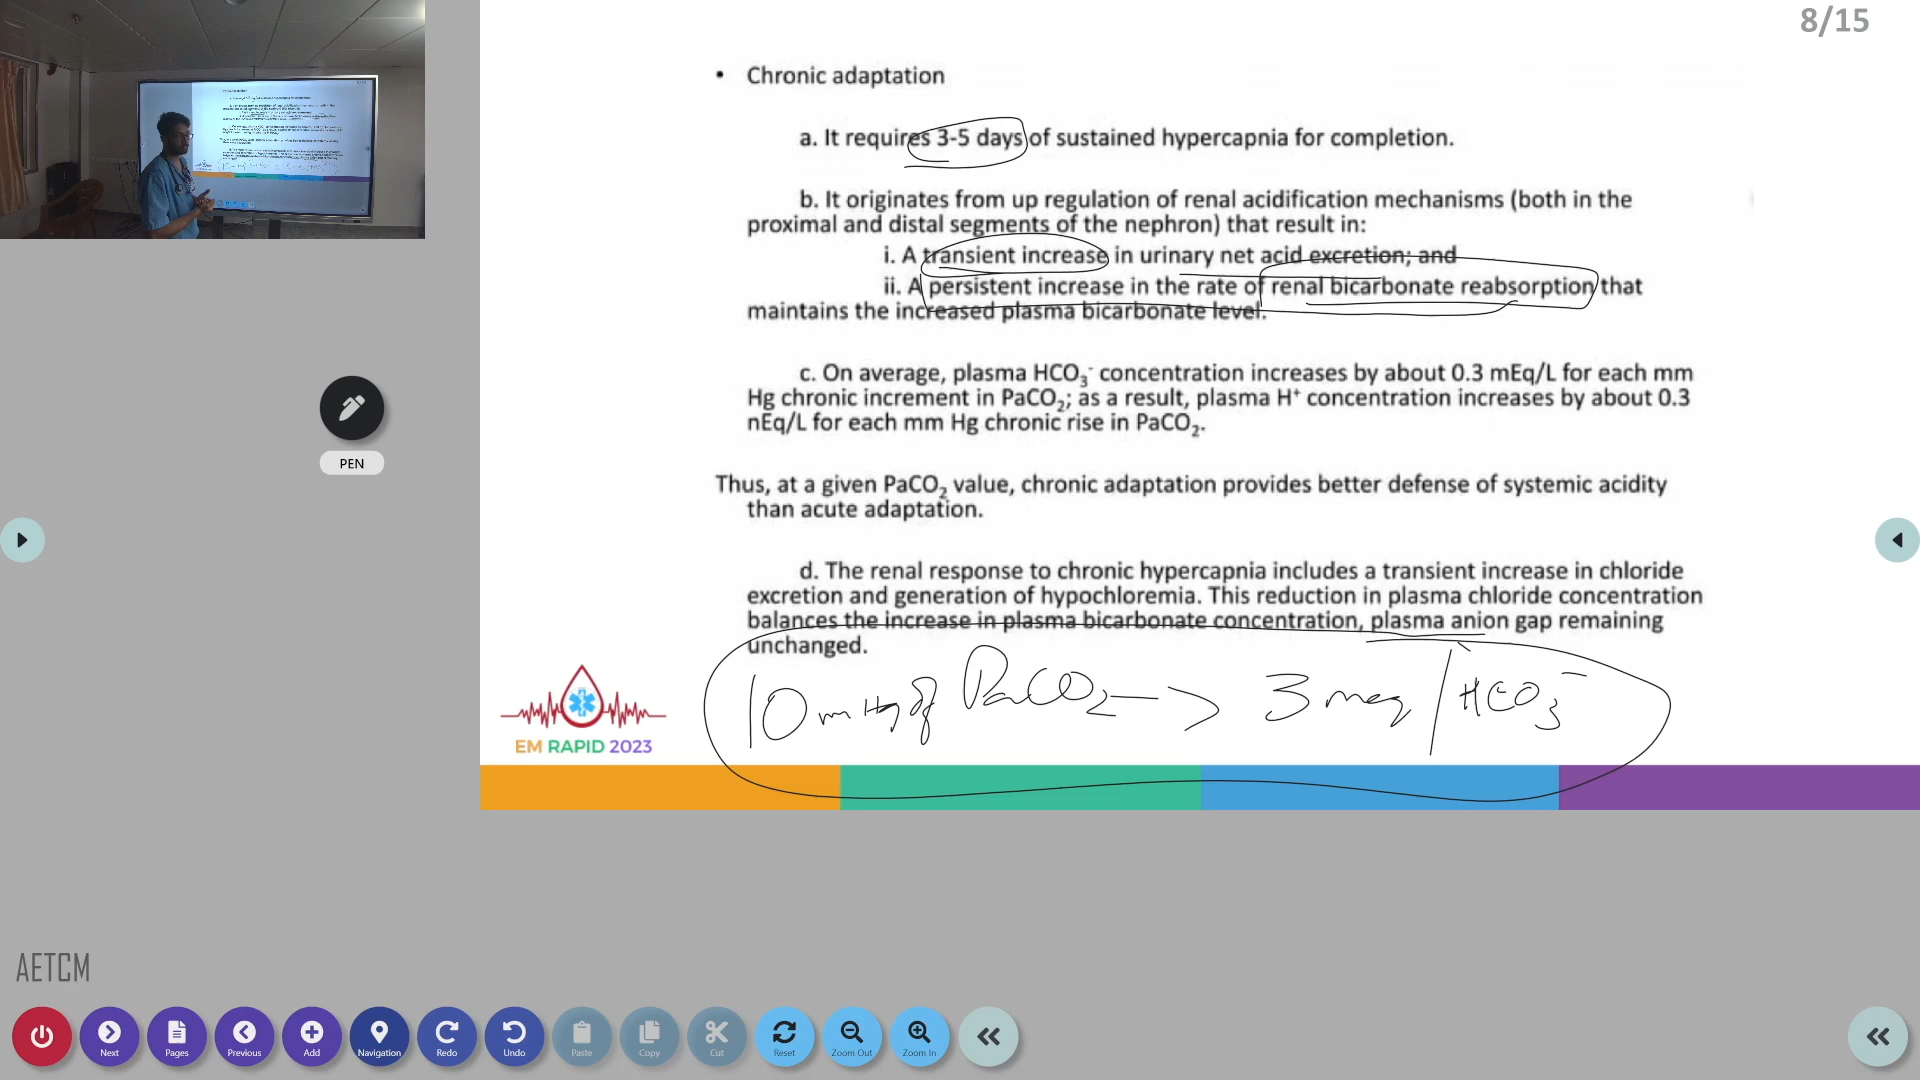 8/15
• Chronic adaptation
a. It requires 3-5 days of sustained hypercapnia for completion.
b. It originates from up regulation of renal acidification mechanisms (both in the
proximal and distal segments of the nephron) that result in:
i. A transient increase in urinary net acid excretion; and
ii. A persistent increase in the rate of renal bicarbonate reabsorption that
maintains the increased plasma bicarbonate level.
c. On average, plasma HCO₃⁻ concentration increases by about 0.3 mEq/L for each mm
Hg chronic increment in PaCO₂; as a result, plasma H⁺ concentration increases by about 0.3
nEq/L for each mm Hg chronic rise in PaCO₂.
Thus, at a given PaCO₂ value, chronic adaptation provides better defense of systemic acidity
than acute adaptation.
d. The renal response to chronic hypercapnia includes a transient increase in chloride
excretion and generation of hypochloremia. This reduction in plasma chloride concentration
balances the increase in plasma bicarbonate concentration, plasma anion gap remaining
unchanged.
10 mm Hg of PaCO₂ -> 3 meq / HCO₃⁻
EM RAPID 2023
PEN
AETCM
Next Pages Previous Add Navigation Redo Undo Paste Copy Cut Reset Zoom Out Zoom In